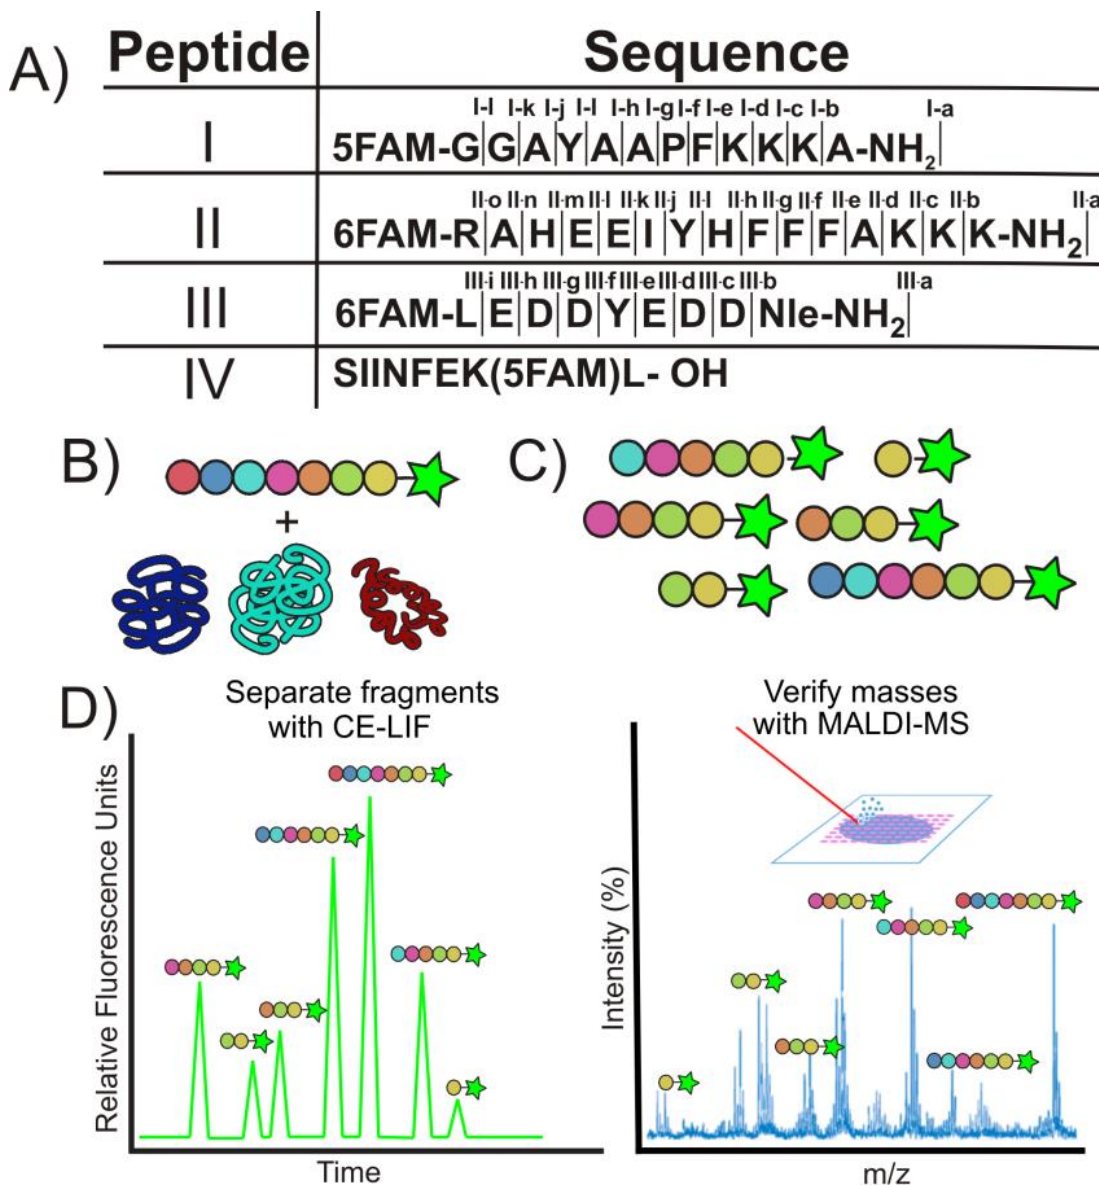 A)
Peptide Sequence
I-l I-k I-j I-I I-h I-g I-f I-e I-d I-c I-b I-a
I 5FAM-G|G|A|Y|A|A|P|F|K|K|K|A-NH₂|
II-o II-n II-m II-l II-k II-j II-I II-h II-g II-f II-e II-d II-c II-b II-a
II 6FAM-R|A|H|E|E|I|Y|H|F|F|F|A|K|K|K-NH₂|
III-i III-h III-g III-f III-e III-d III-c III-b III-a
III 6FAM-L|E|D|D|Y|E|D|D|Nle-NH₂|
IV SIINFEK(5FAM)L- OH
B)
+
C)
D)
Separate fragments
with CE-LIF
Relative Fluorescence Units
Time
Verify masses
with MALDI-MS
Intensity (%)
m/z